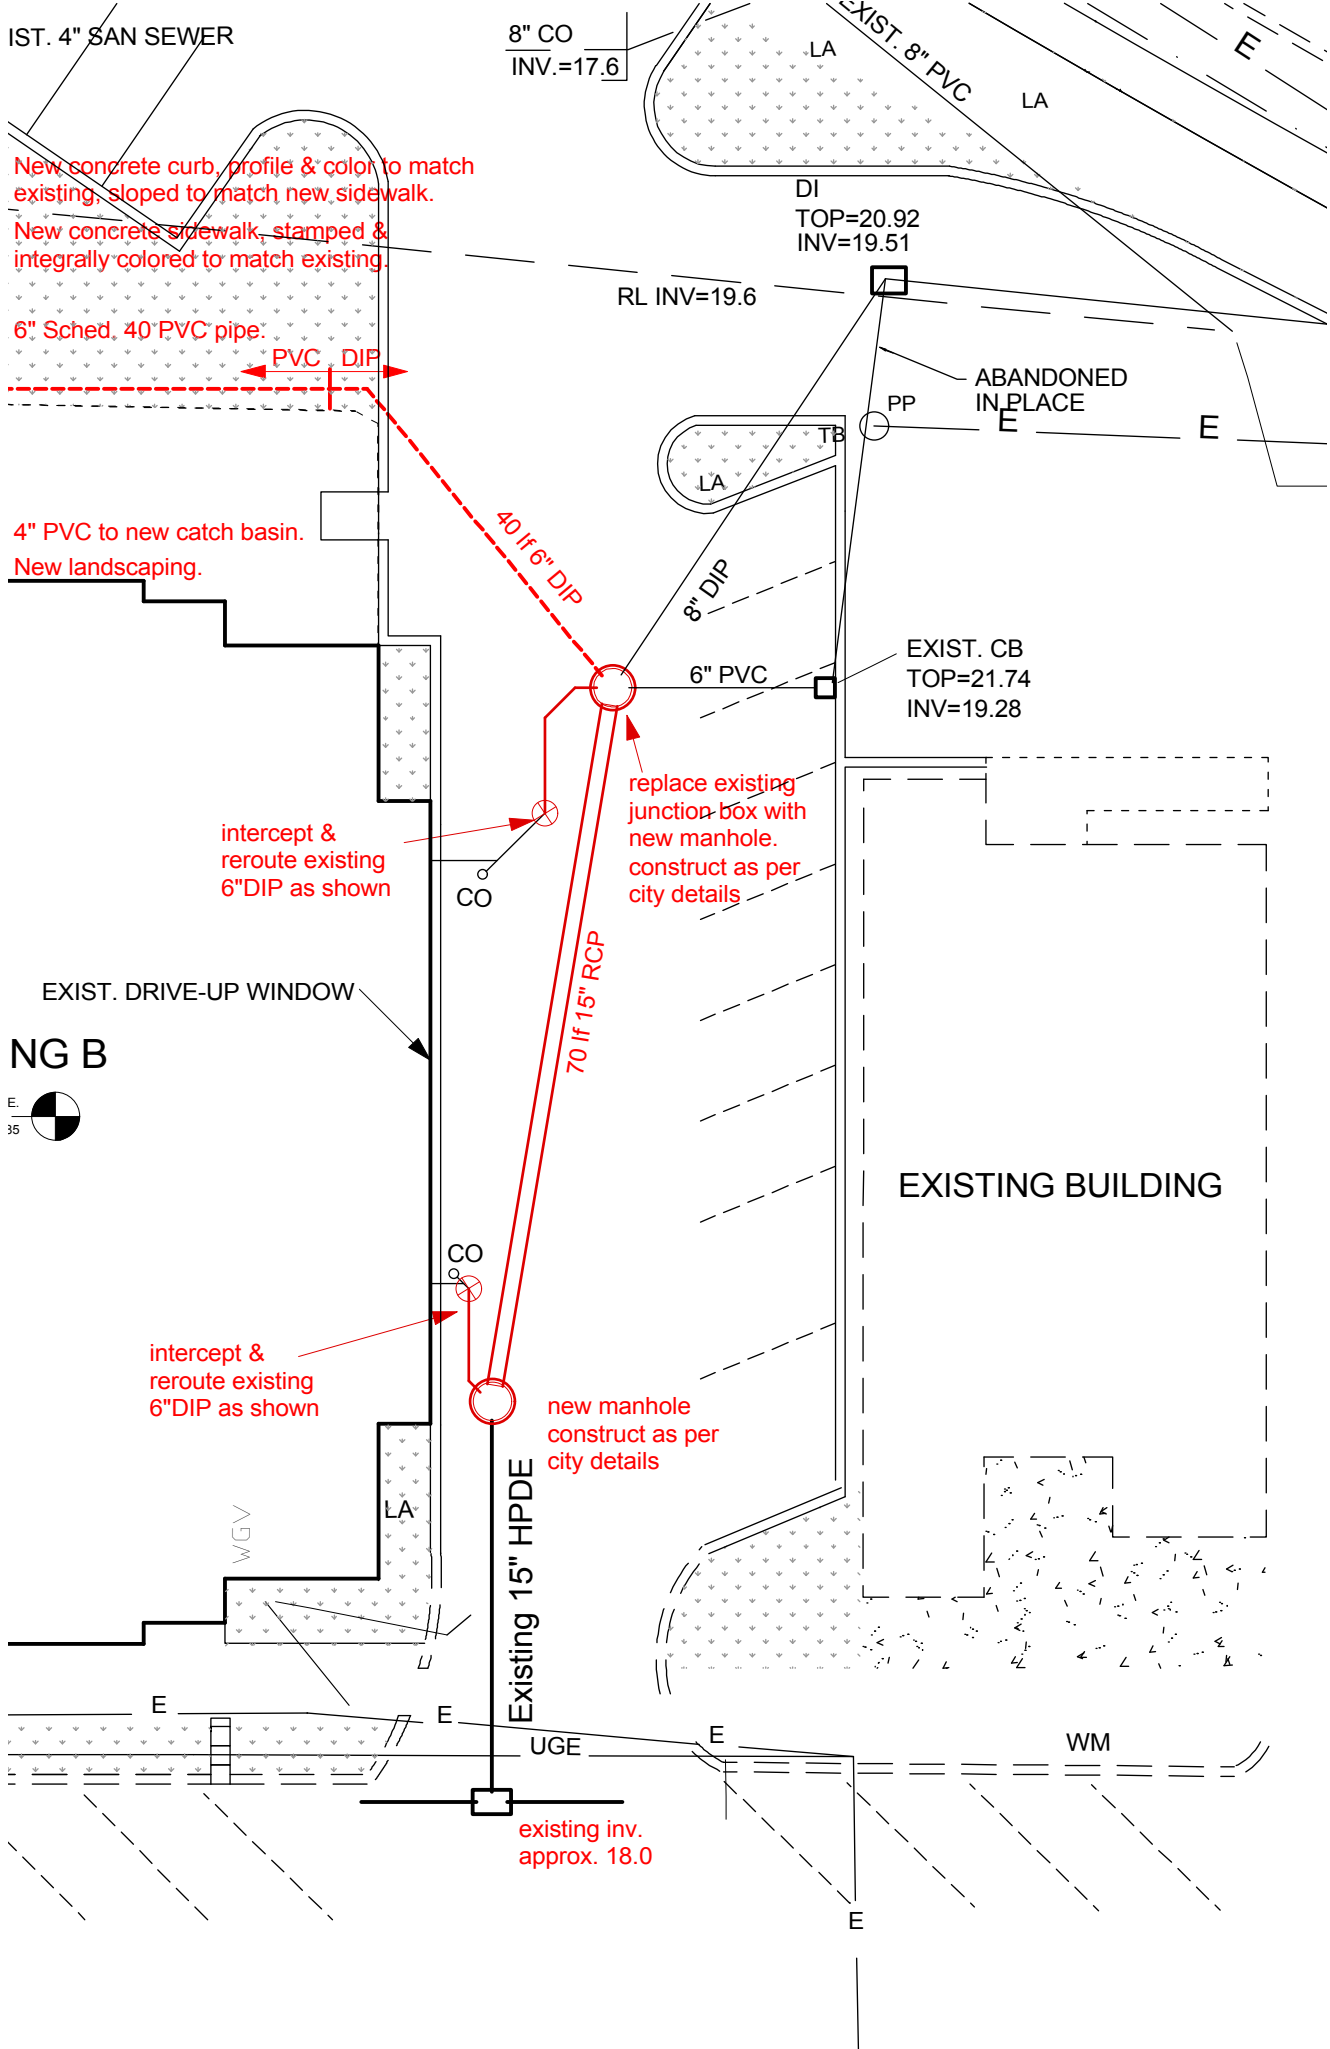 IST. 4" SAN SEWER
8" CO
INV.=17.6
LA
EXIST. 8" PVC
LA
E
New concrete curb, profile & color to match
existing, sloped to match new sidewalk.
New concrete sidewalk, stamped &
integrally colored to match existing.
DI
TOP=20.92
INV=19.51
RL INV=19.6
6" Sched. 40 PVC pipe.
PVC DIP
ABANDONED
IN PLACE
PP
TB
E
E
LA
4" PVC to new catch basin.
New landscaping.
40 lf 6" DIP
8" DIP
6" PVC
EXIST. CB
TOP=21.74
INV=19.28
replace existing
junction box with
new manhole.
construct as per
city details
intercept &
reroute existing
6"DIP as shown
CO
70 lf 15" RCP
EXIST. DRIVE-UP WINDOW
NG B
E.
35
EXISTING BUILDING
CO
intercept &
reroute existing
6"DIP as shown
new manhole
construct as per
city details
LA
WGV
Existing 15" HPDE
E
E
E
UGE
WM
existing inv.
approx. 18.0
E